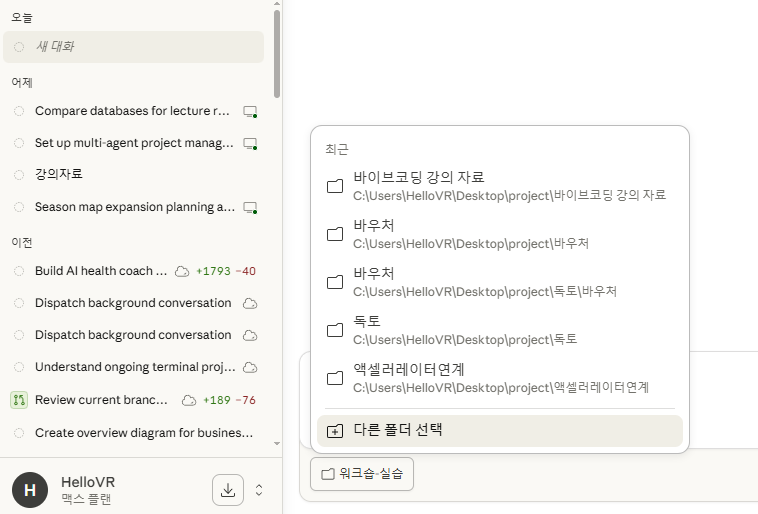 오늘
새 대화
어제
Compare databases for lecture r...
Set up multi-agent project manag...
강의자료
Season map expansion planning a...
이전
Build AI health coach ... +1793 −40
Dispatch background conversation
Dispatch background conversation
Understand ongoing terminal proj...
Review current branc... +189 −76
Create overview diagram for busines...
H
HelloVR
맥스 플랜
최근
바이브코딩 강의 자료
C:\Users\HelloVR\Desktop\project\바이브코딩 강의 자료
바우처
C:\Users\HelloVR\Desktop\project\바우처
바우처
C:\Users\HelloVR\Desktop\project\독토\바우처
독토
C:\Users\HelloVR\Desktop\project\독토
액셀러레이터연계
C:\Users\HelloVR\Desktop\project\액셀러레이터연계
다른 폴더 선택
워크숍-실습